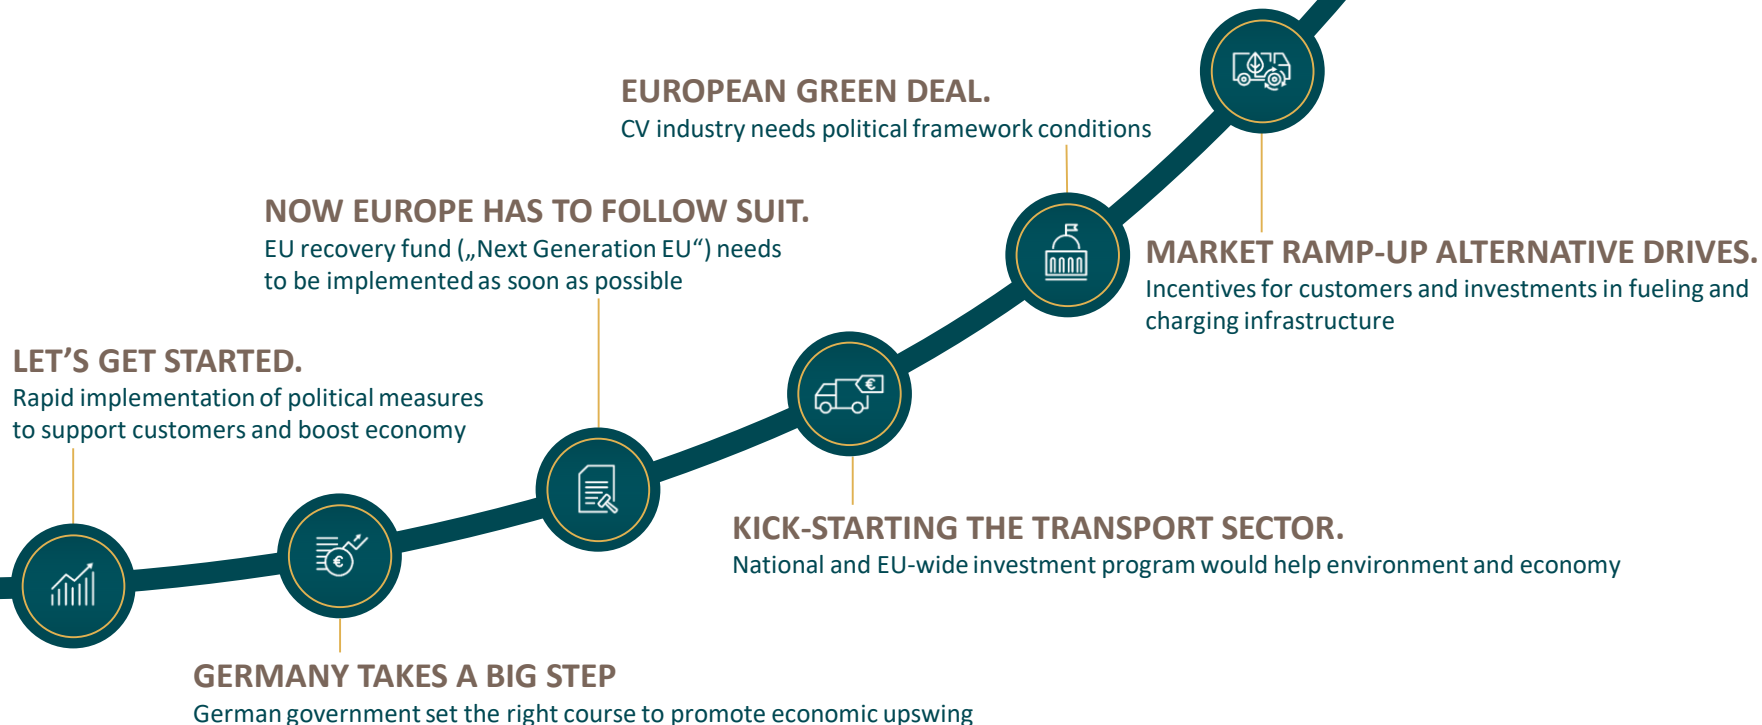 LET’S GET STARTED.
Rapid implementation of political measures
to support customers and boost economy
GERMANY TAKES A BIG STEP
German government set the right course to promote economic upswing
NOW EUROPE HAS TO FOLLOW SUIT.
EU recovery fund („Next Generation EU“) needs
to be implemented as soon as possible
KICK-STARTING THE TRANSPORT SECTOR.
National and EU-wide investment program would help environment and economy
EUROPEAN GREEN DEAL.
CV industry needs political framework conditions
MARKET RAMP-UP ALTERNATIVE DRIVES.
Incentives for customers and investments in fueling and
charging infrastructure